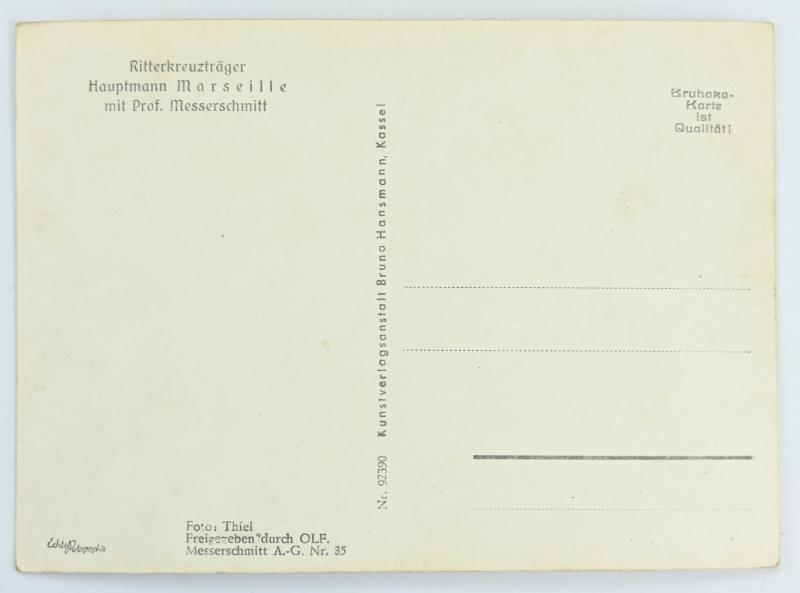 Ritterkreuzträger
Hauptmann Marseille
mit Prof. Messerschmitt
Bruhaka-
Karte
ist
Qualität!
Nr. 92390 Kunstverlagsanstalt Bruno Hansmann, Kassel
Echte Photographie
Foto: Thiel
Freigegeben durch OLF.
Messerschmitt A.-G. Nr. 35